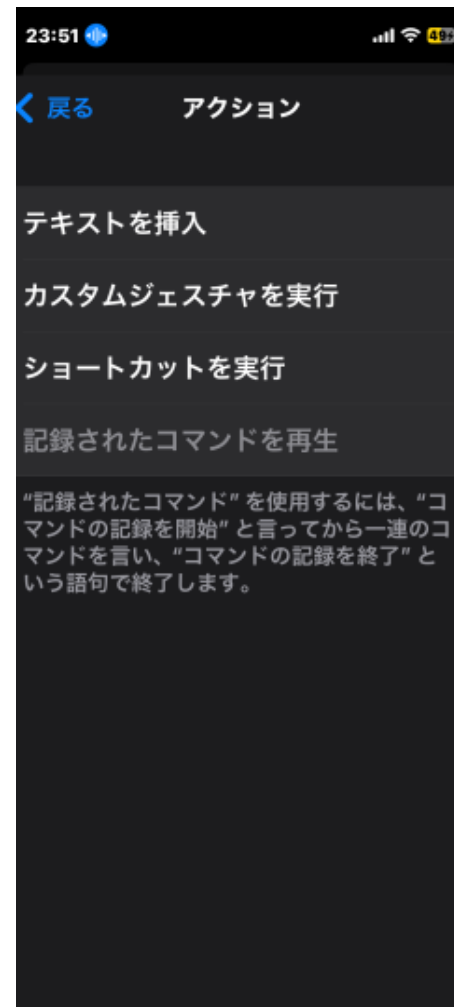 23:51
49
戻る アクション
テキストを挿入
カスタムジェスチャを実行
ショートカットを実行
記録されたコマンドを再生
“記録されたコマンド” を使用するには、“コ
マンドの記録を開始” と言ってから一連のコ
マンドを言い、“コマンドの記録を終了” と
いう語句で終了します。